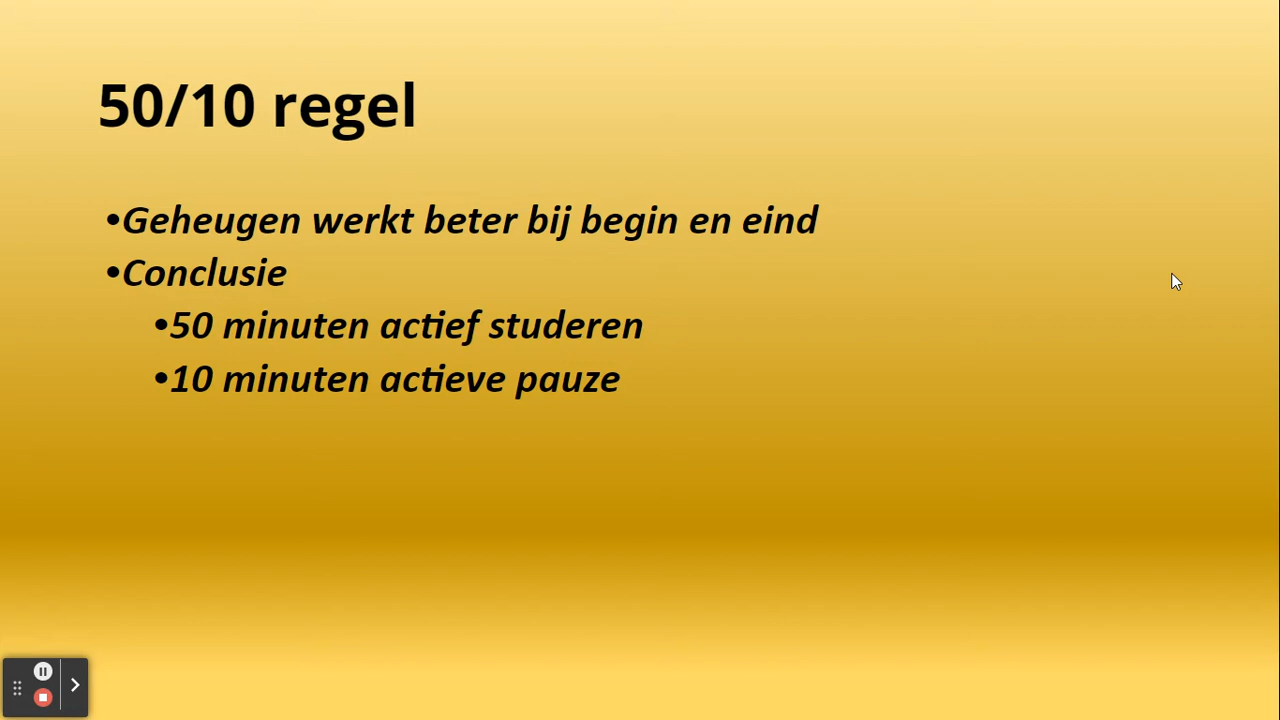 50/10 regel
•Geheugen werkt beter bij begin en eind
•Conclusie
•50 minuten actief studeren
•10 minuten actieve pauze